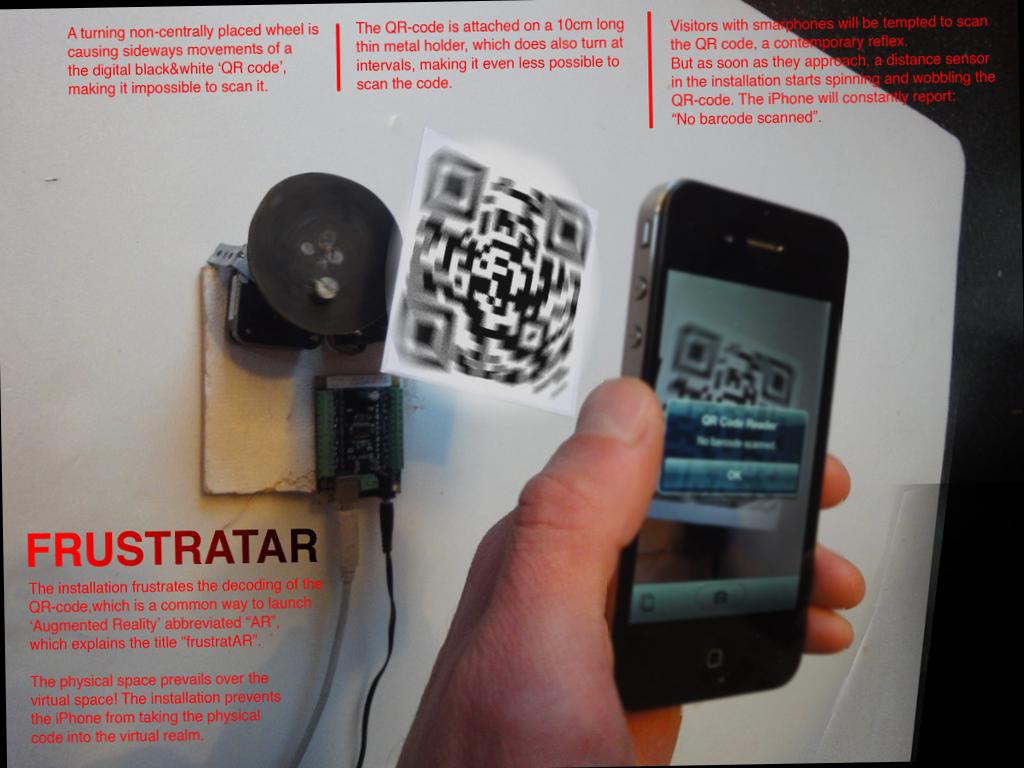 A turning non-centrally placed wheel is
causing sideways movements of a
the digital black&white 'QR code',
making it impossible to scan it.
The QR-code is attached on a 10cm long
thin metal holder, which does also turn at
intervals, making it even less possible to
scan the code.
Visitors with smarphones will be tempted to scan
the QR code, a contemporary reflex.
But as soon as they approach, a distance sensor
in the installation starts spinning and wobbling the
QR-code. The iPhone will constantly report:
"No barcode scanned".
QR Code Reader
No barcode scanned
OK
FRUSTRATAR
The installation frustrates the decoding of the
QR-code,which is a common way to launch
'Augmented Reality' abbreviated "AR",
which explains the title "frustratAR".
The physical space prevails over the
virtual space! The installation prevents
the iPhone from taking the physical
code into the virtual realm.